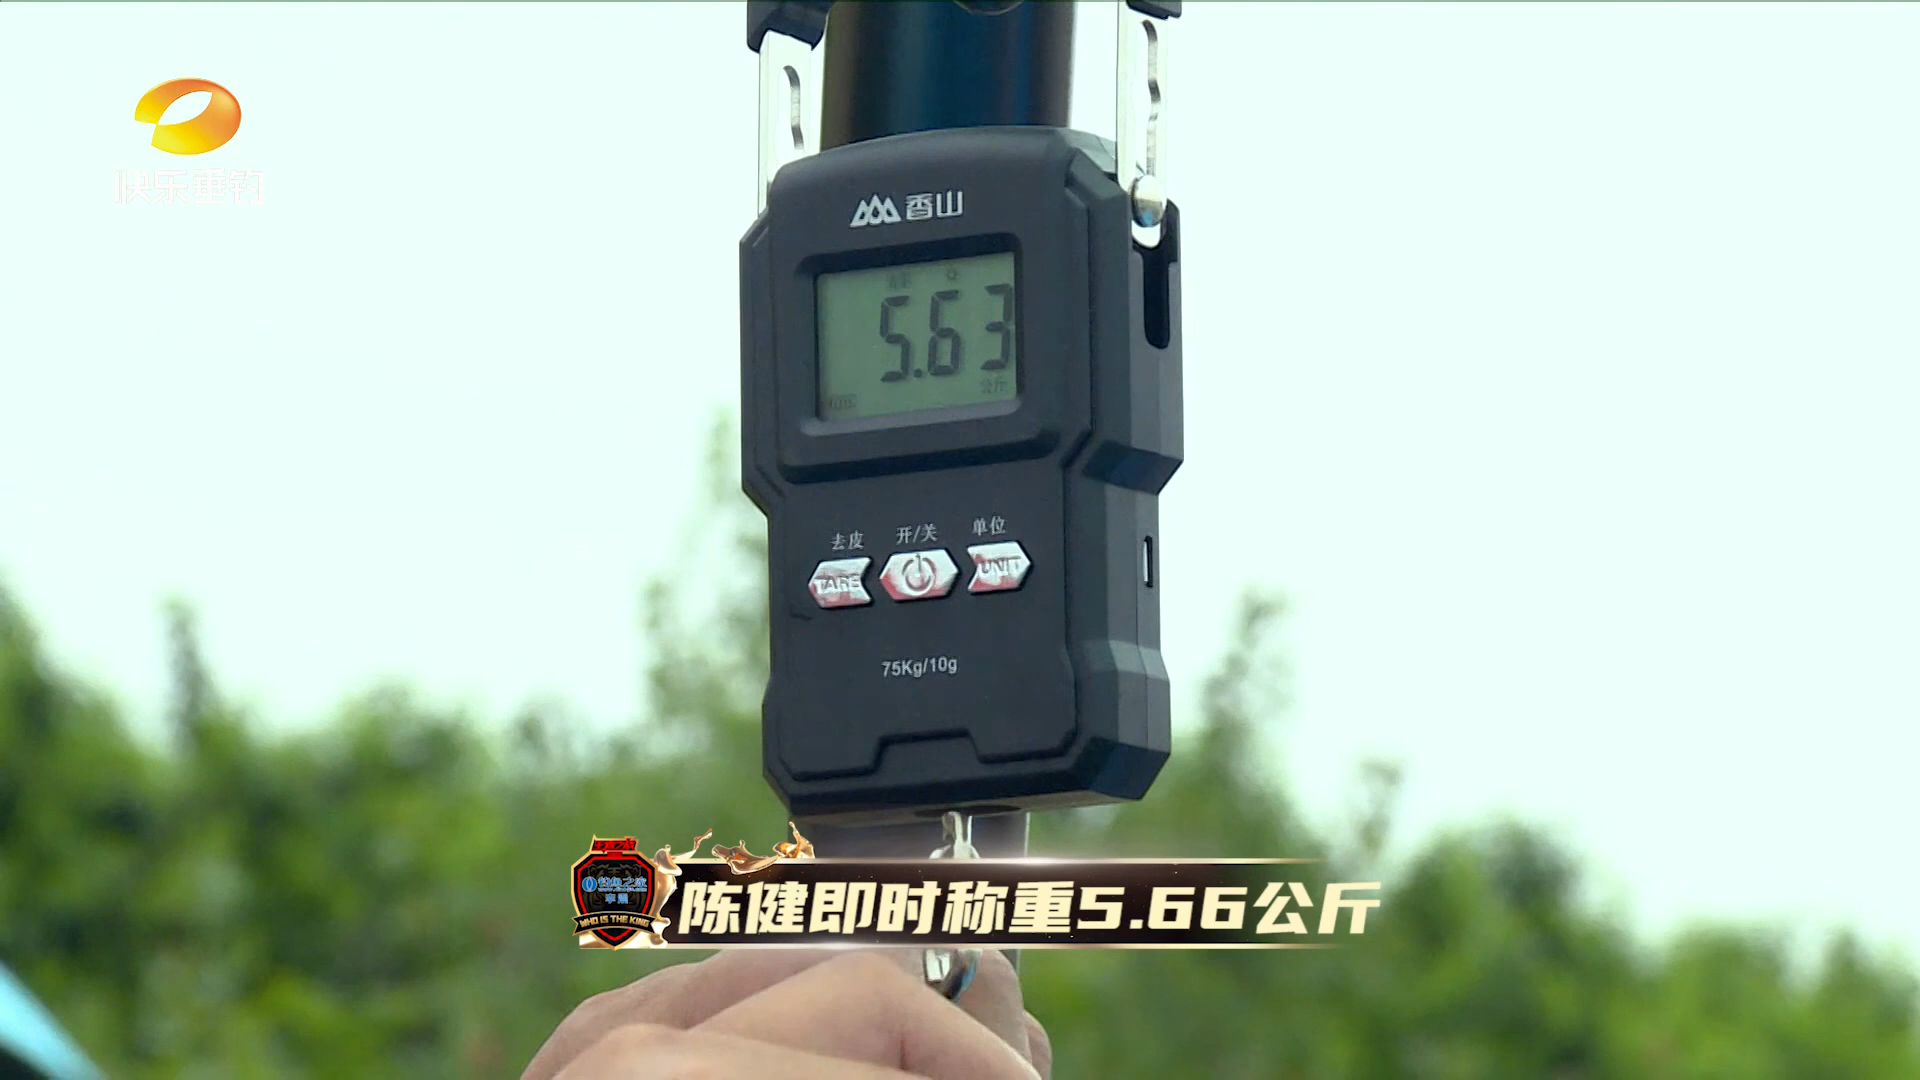 快乐垂钓
香山
5.63
公斤
去皮 开/关 单位
TARE UNIT
75Kg/10g
陈健即时称重5.66公斤
WHO IS THE KING